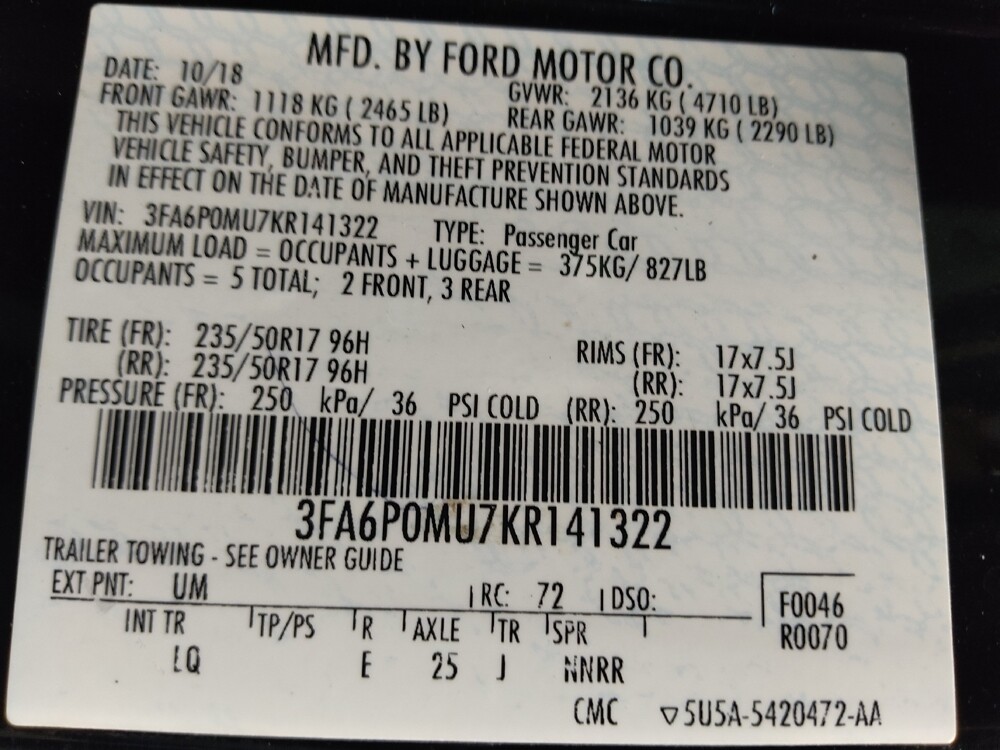 MFD. BY FORD MOTOR CO.
DATE: 10/18 GVWR: 2136 KG ( 4710 LB)
FRONT GAWR: 1118 KG ( 2465 LB) REAR GAWR: 1039 KG ( 2290 LB)
THIS VEHICLE CONFORMS TO ALL APPLICABLE FEDERAL MOTOR
VEHICLE SAFETY, BUMPER, AND THEFT PREVENTION STANDARDS
IN EFFECT ON THE DATE OF MANUFACTURE SHOWN ABOVE.
VIN: 3FA6P0MU7KR141322 TYPE: Passenger Car
MAXIMUM LOAD = OCCUPANTS + LUGGAGE = 375KG/ 827LB
OCCUPANTS = 5 TOTAL; 2 FRONT, 3 REAR
TIRE (FR): 235/50R17 96H RIMS (FR): 17x7.5J
(RR): 235/50R17 96H (RR): 17x7.5J
PRESSURE (FR): 250 kPa/ 36 PSI COLD (RR): 250 kPa/ 36 PSI COLD
3FA6P0MU7KR141322
TRAILER TOWING - SEE OWNER GUIDE
EXT PNT: UM RC: 72 DSO: F0046
INT TR TP/PS R AXLE TR SPR R0070
LQ E 25 J NNRR
CMC ▽5U5A-5420472-AA